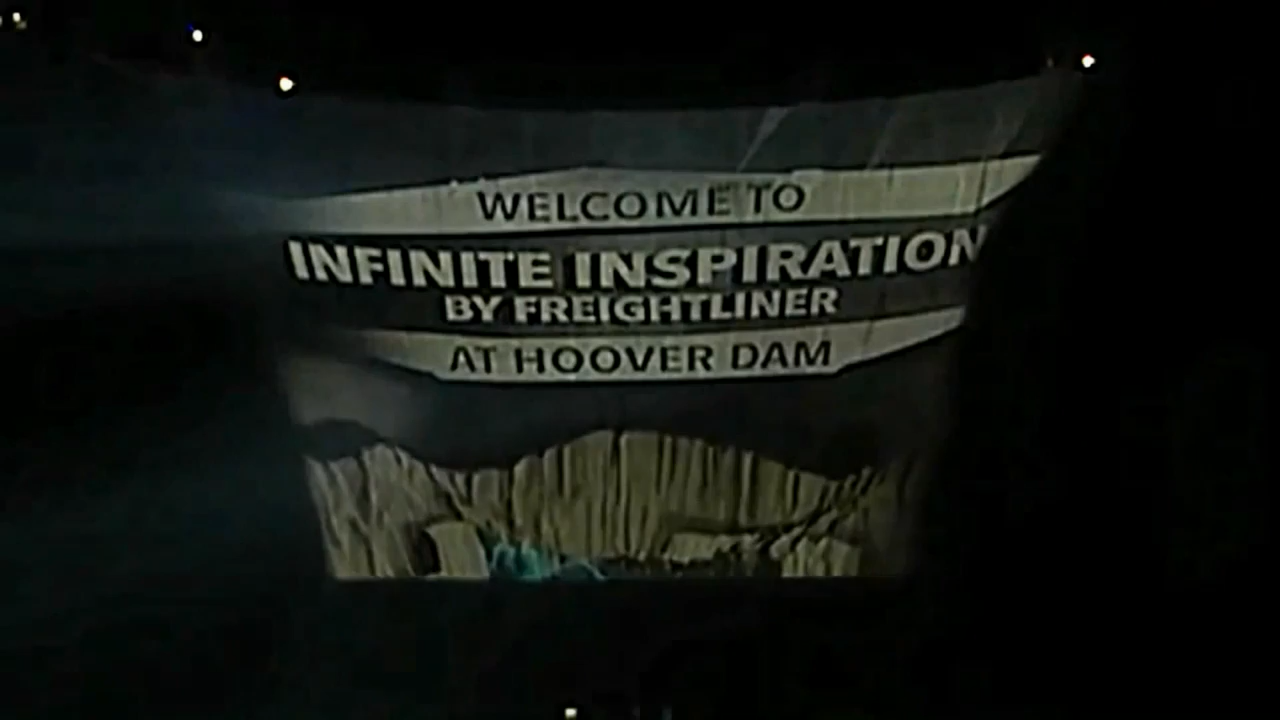 WELCOME TO
INFINITE INSPIRATION
BY FREIGHTLINER
AT HOOVER DAM